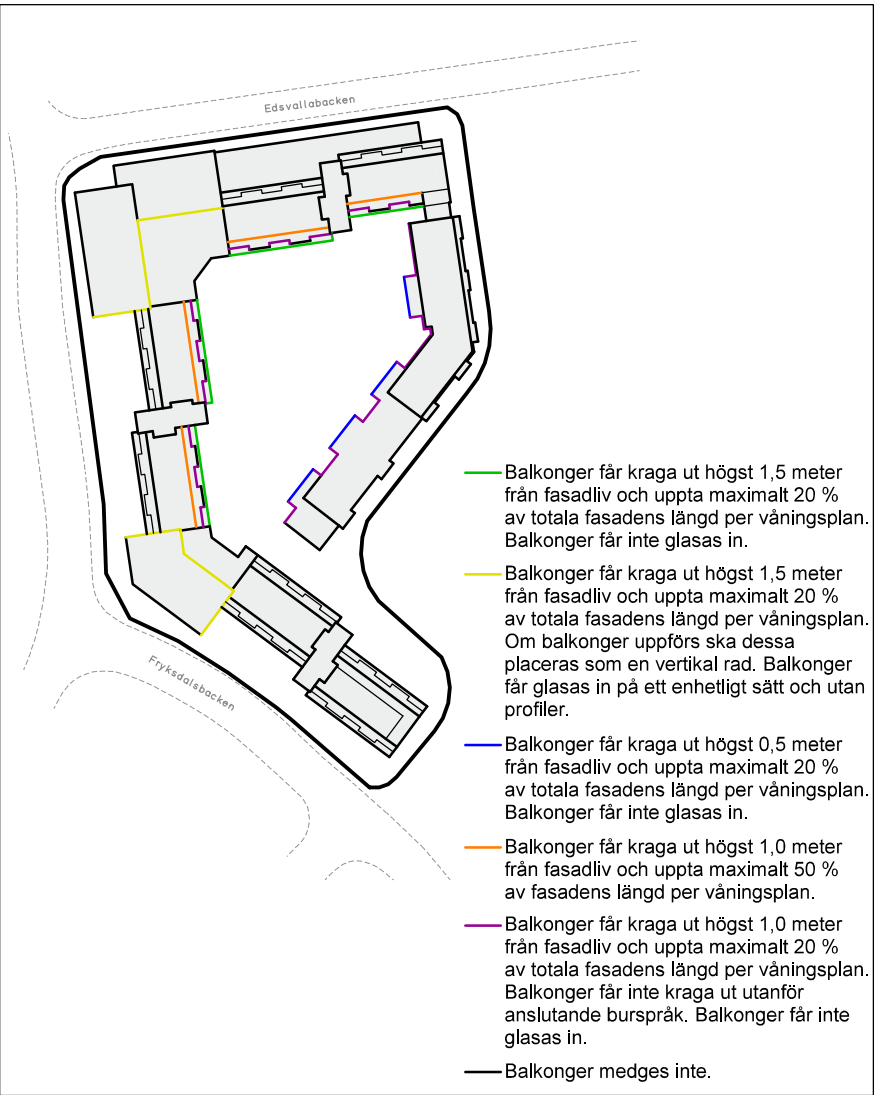 Edsvallabacken
Balkonger får kraga ut högst 1,5 meter
från fasadliv och uppta maximalt 20 %
av totala fasadens längd per våningsplan.
Balkonger får inte glasas in.
Balkonger får kraga ut högst 1,5 meter
från fasadliv och uppta maximalt 20 %
av totala fasadens längd per våningsplan.
Om balkonger uppförs ska dessa
placeras som en vertikal rad. Balkonger
får glasas in på ett enhetligt sätt och utan
profiler.
Fryksdalsbacken
Balkonger får kraga ut högst 0,5 meter
från fasadliv och uppta maximalt 20 %
av totala fasadens längd per våningsplan.
Balkonger får inte glasas in.
Balkonger får kraga ut högst 1,0 meter
från fasadliv och uppta maximalt 50 %
av fasadens längd per våningsplan.
Balkonger får kraga ut högst 1,0 meter
från fasadliv och uppta maximalt 20 %
av totala fasadens längd per våningsplan.
Balkonger får inte kraga ut utanför
anslutande burspråk. Balkonger får inte
glasas in.
Balkonger medges inte.